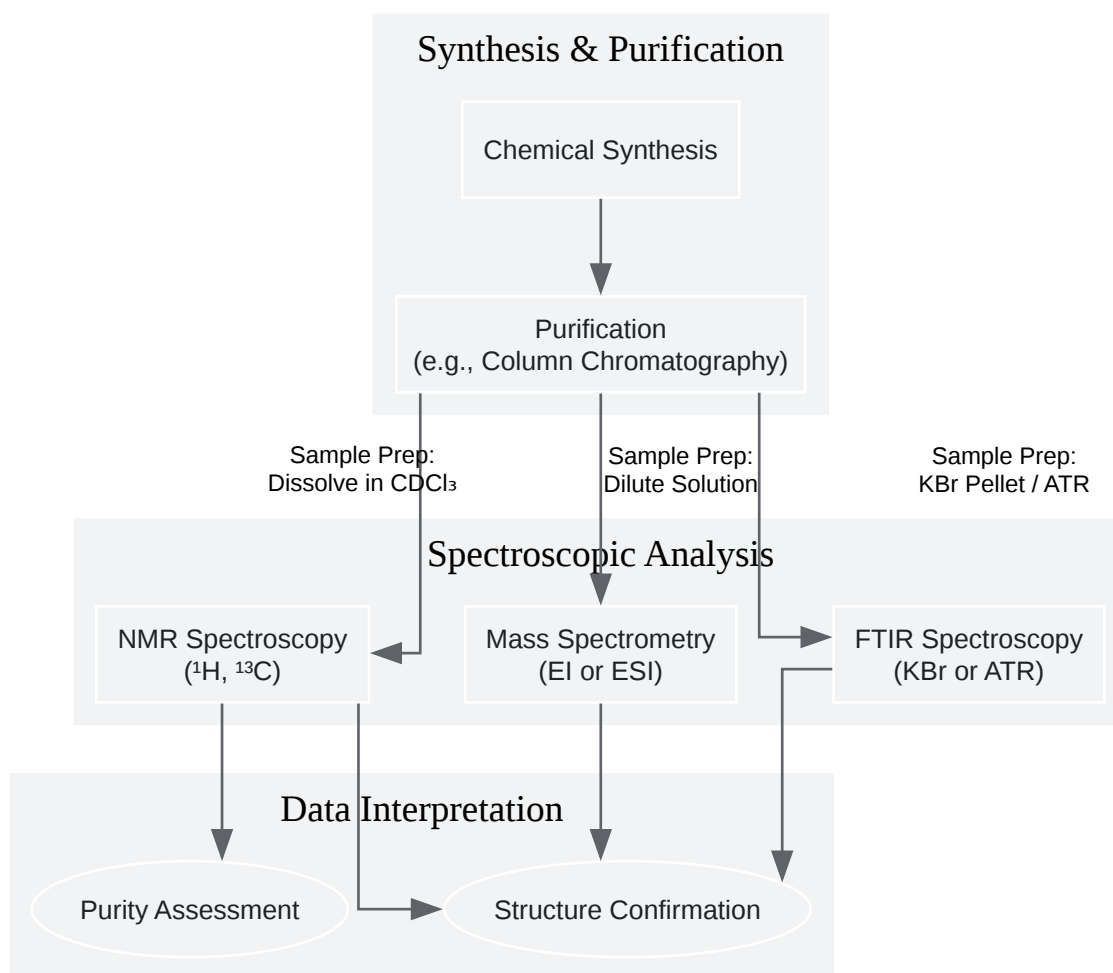 Synthesis & Purification
Chemical Synthesis
Purification
(e.g., Column Chromatography)
Sample Prep:
Dissolve in CDCl₃
Sample Prep:
Dilute Solution
Sample Prep:
KBr Pellet / ATR
Spectroscopic Analysis
NMR Spectroscopy
(¹H, ¹³C)
Mass Spectrometry
(EI or ESI)
FTIR Spectroscopy
(KBr or ATR)
Data Interpretation
Purity Assessment
Structure Confirmation